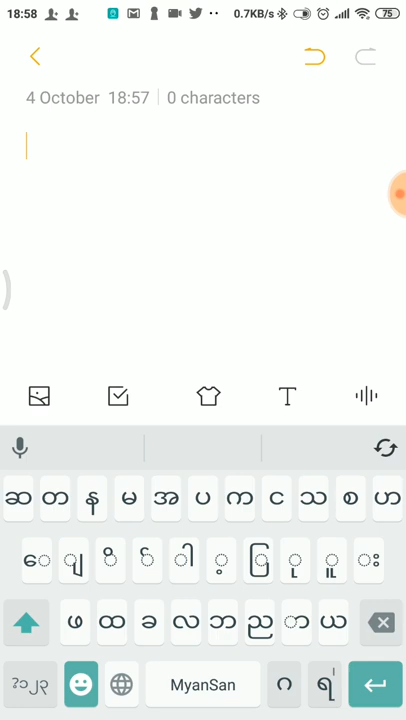 18:58 0.7KB/s 75
4 October 18:57 | 0 characters
ဆ တ န မ အ ပ က င သ စ ဟ
ေ ျ ိ ် ါ ့ ြ ု ူ း
ဖ ထ ခ လ ဘ ည ာ ယ
?၁၂၃ MyanSan ဂ ရ